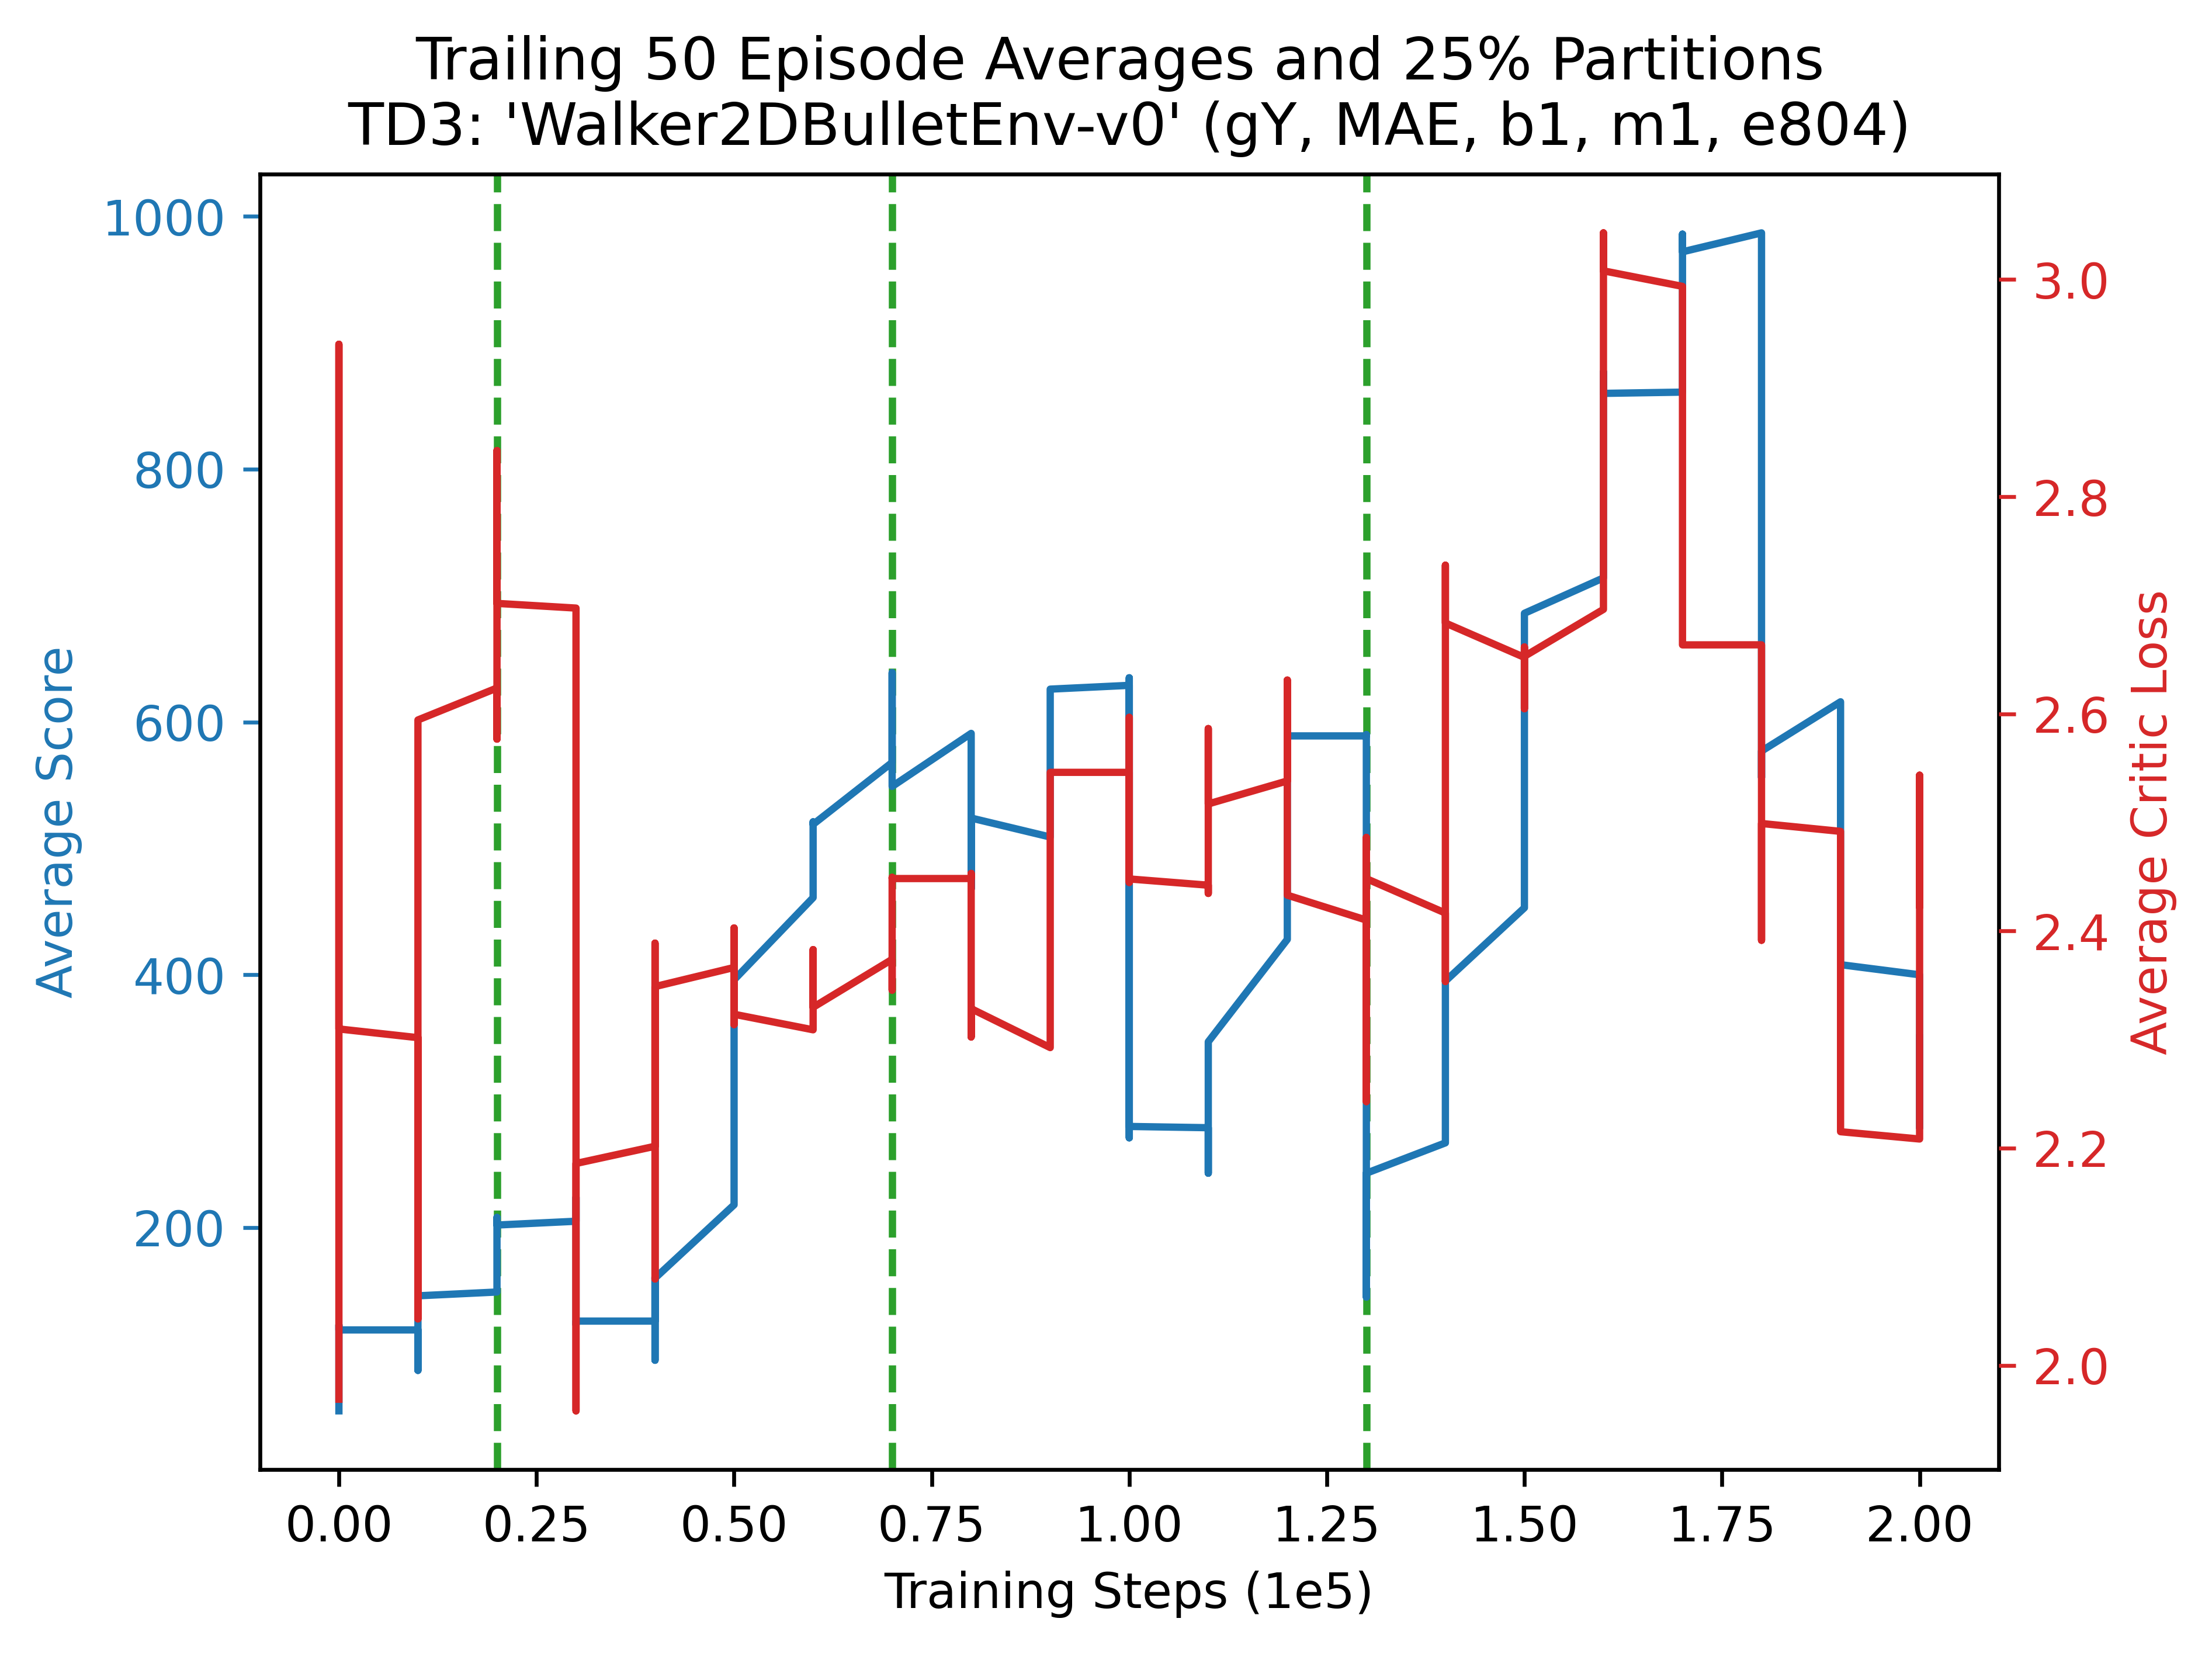 Trailing 50 Episode Averages and 25% Partitions
TD3: 'Walker2DBulletEnv-v0' (gY, MAE, b1, m1, e804)
Average Score
1000
800
600
400
200
3.0
2.8
2.6
2.4
2.2
2.0
Average Critic Loss
0.00 0.25 0.50 0.75 1.00 1.25 1.50 1.75 2.00
Training Steps (1e5)